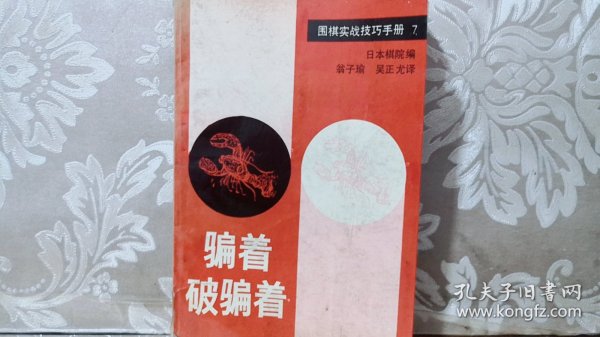 围棋实战技巧手册 7
日本棋院编
翁子瑜 吴正尤译
骗着
破骗着
孔夫子旧书网
www.kongfz.com